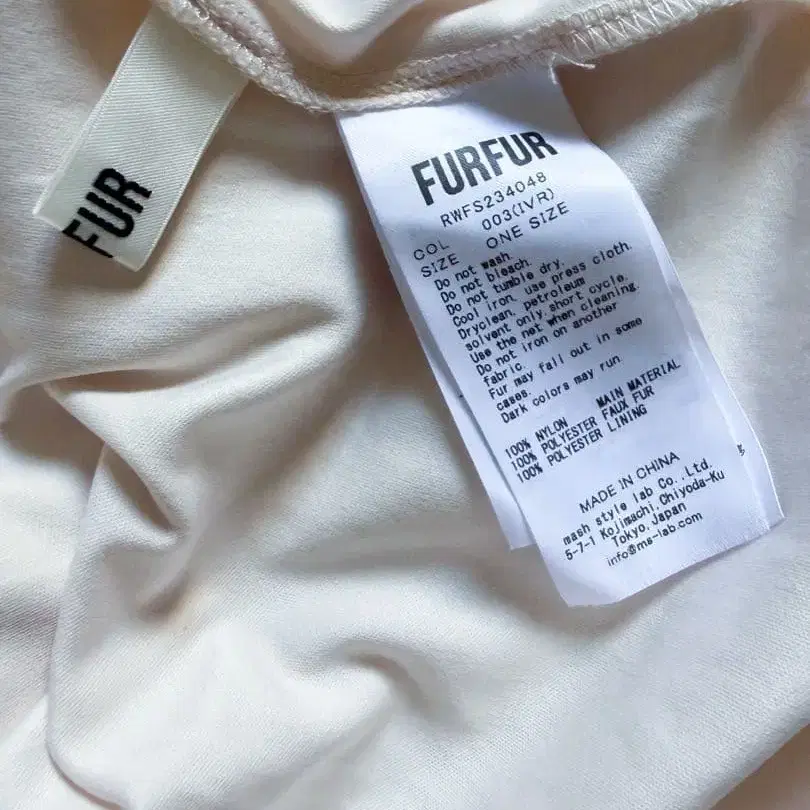 FUR
FURFUR
RWFS234048
COL 003(IVR)
SIZE ONE SIZE
Do not wash.
Do not bleach.
Do not tumble dry.
Cool iron, use press cloth.
Dryclean, petroleum
solvent only,short cycle.
Use the net when cleaning.
Do not iron on another
fabric.
Fur may fall out in some
cases.
Dark colors may run
100% NYLON MAIN MATERIAL
100% POLYESTER FAUX FUR
100% POLYESTER LINING
MADE IN CHINA
mash style lab Co.,Ltd.
5-7-1 Kojimachi,Chiyoda-Ku
Tokyo,Japan
info@ms-lab.com